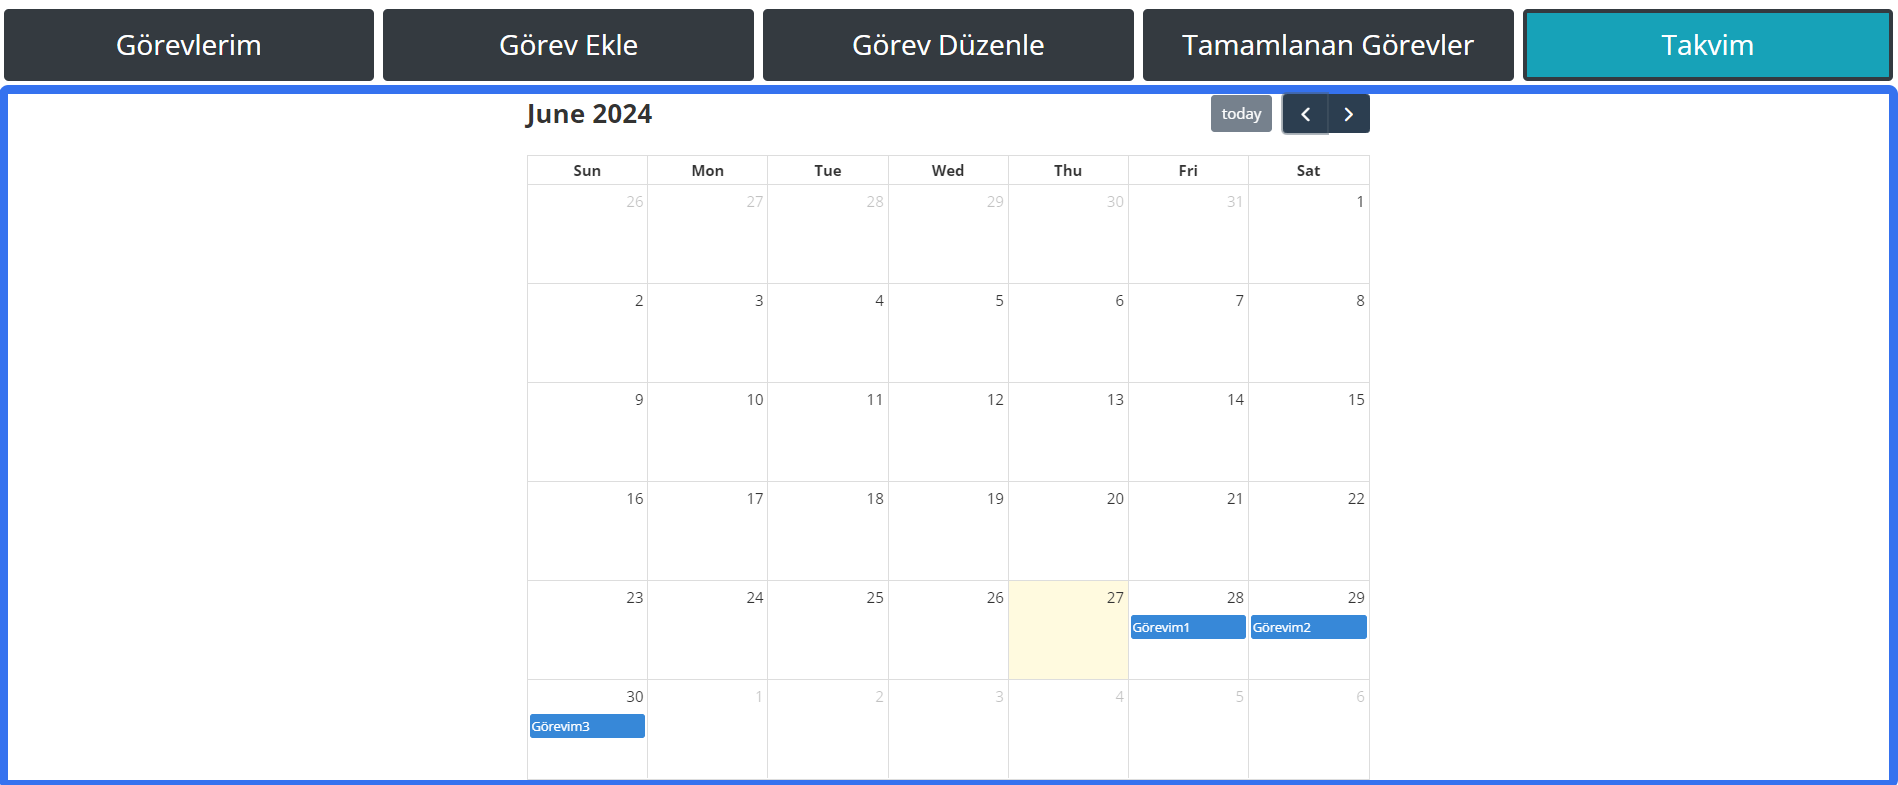 Görevlerim Görev Ekle Görev Düzenle Tamamlanan Görevler Takvim
June 2024 today
Sun Mon Tue Wed Thu Fri Sat
26 27 28 29 30 31 1
2 3 4 5 6 7 8
9 10 11 12 13 14 15
16 17 18 19 20 21 22
23 24 25 26 27 28 29
Görevim1 Görevim2
30 1 2 3 4 5 6
Görevim3